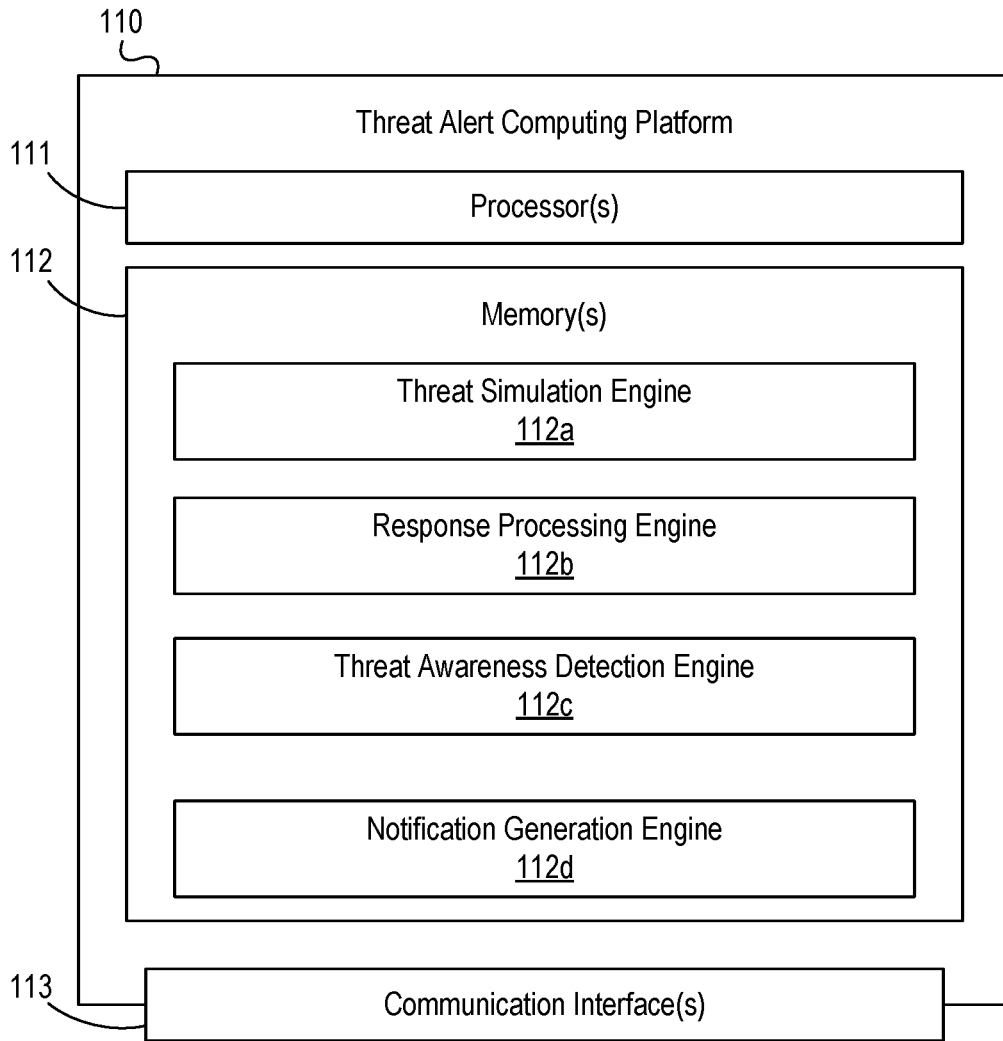 110
Threat Alert Computing Platform
111
Processor(s)
112
Memory(s)
Threat Simulation Engine
112a
Response Processing Engine
112b
Threat Awareness Detection Engine
112c
Notification Generation Engine
112d
113
Communication Interface(s)